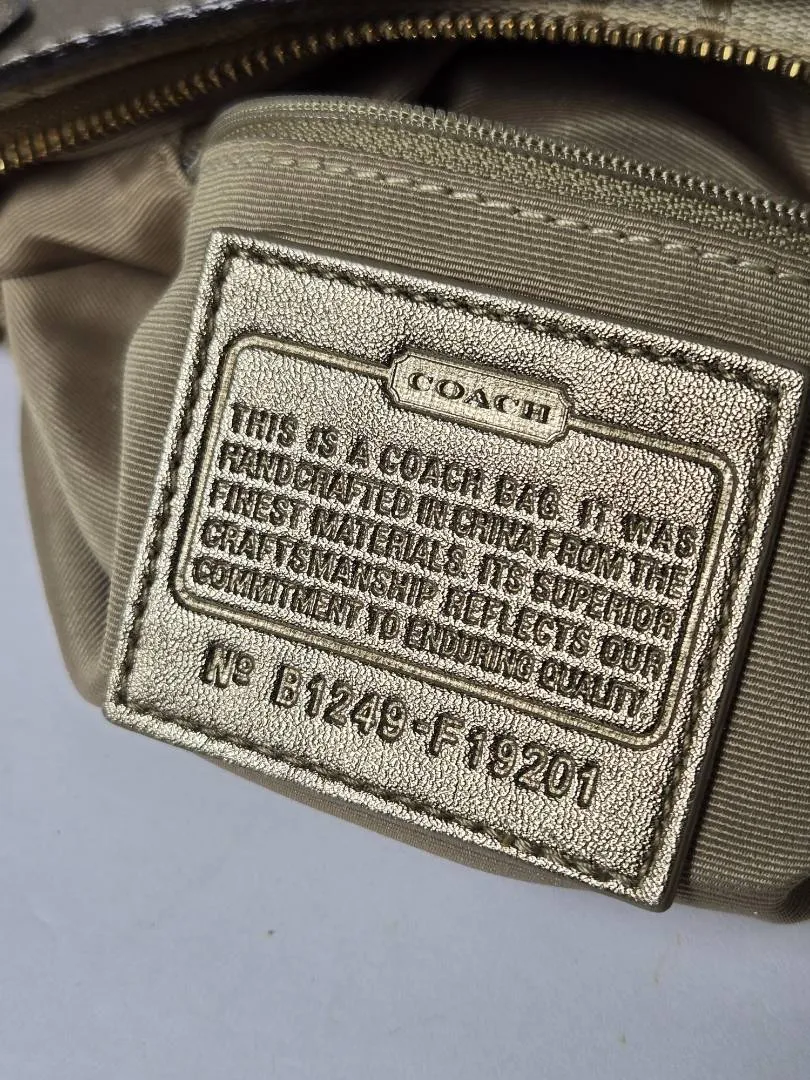 COACH
THIS IS A COACH BAG. IT WAS
HANDCRAFTED IN CHINA FROM THE
FINEST MATERIALS. ITS SUPERIOR
CRAFTSMANSHIP REFLECTS OUR
COMMITMENT TO ENDURING QUALITY.
Nº B1249-F19201